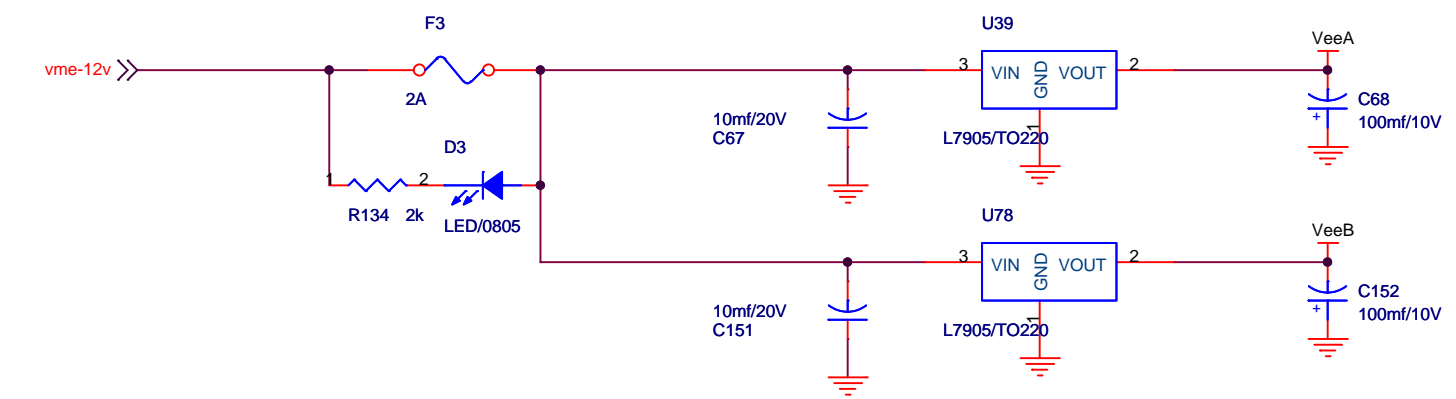 F3
U39
VeeA
vme-12v
3
VIN
GND
VOUT
2
2A
C68
100mf/10V
10mf/20V
C67
1
L7905/TO220
D3
1
2
R134
2k
LED/0805
U78
VeeB
3
VIN
GND
VOUT
2
C152
100mf/10V
10mf/20V
C151
1
L7905/TO220
+
+